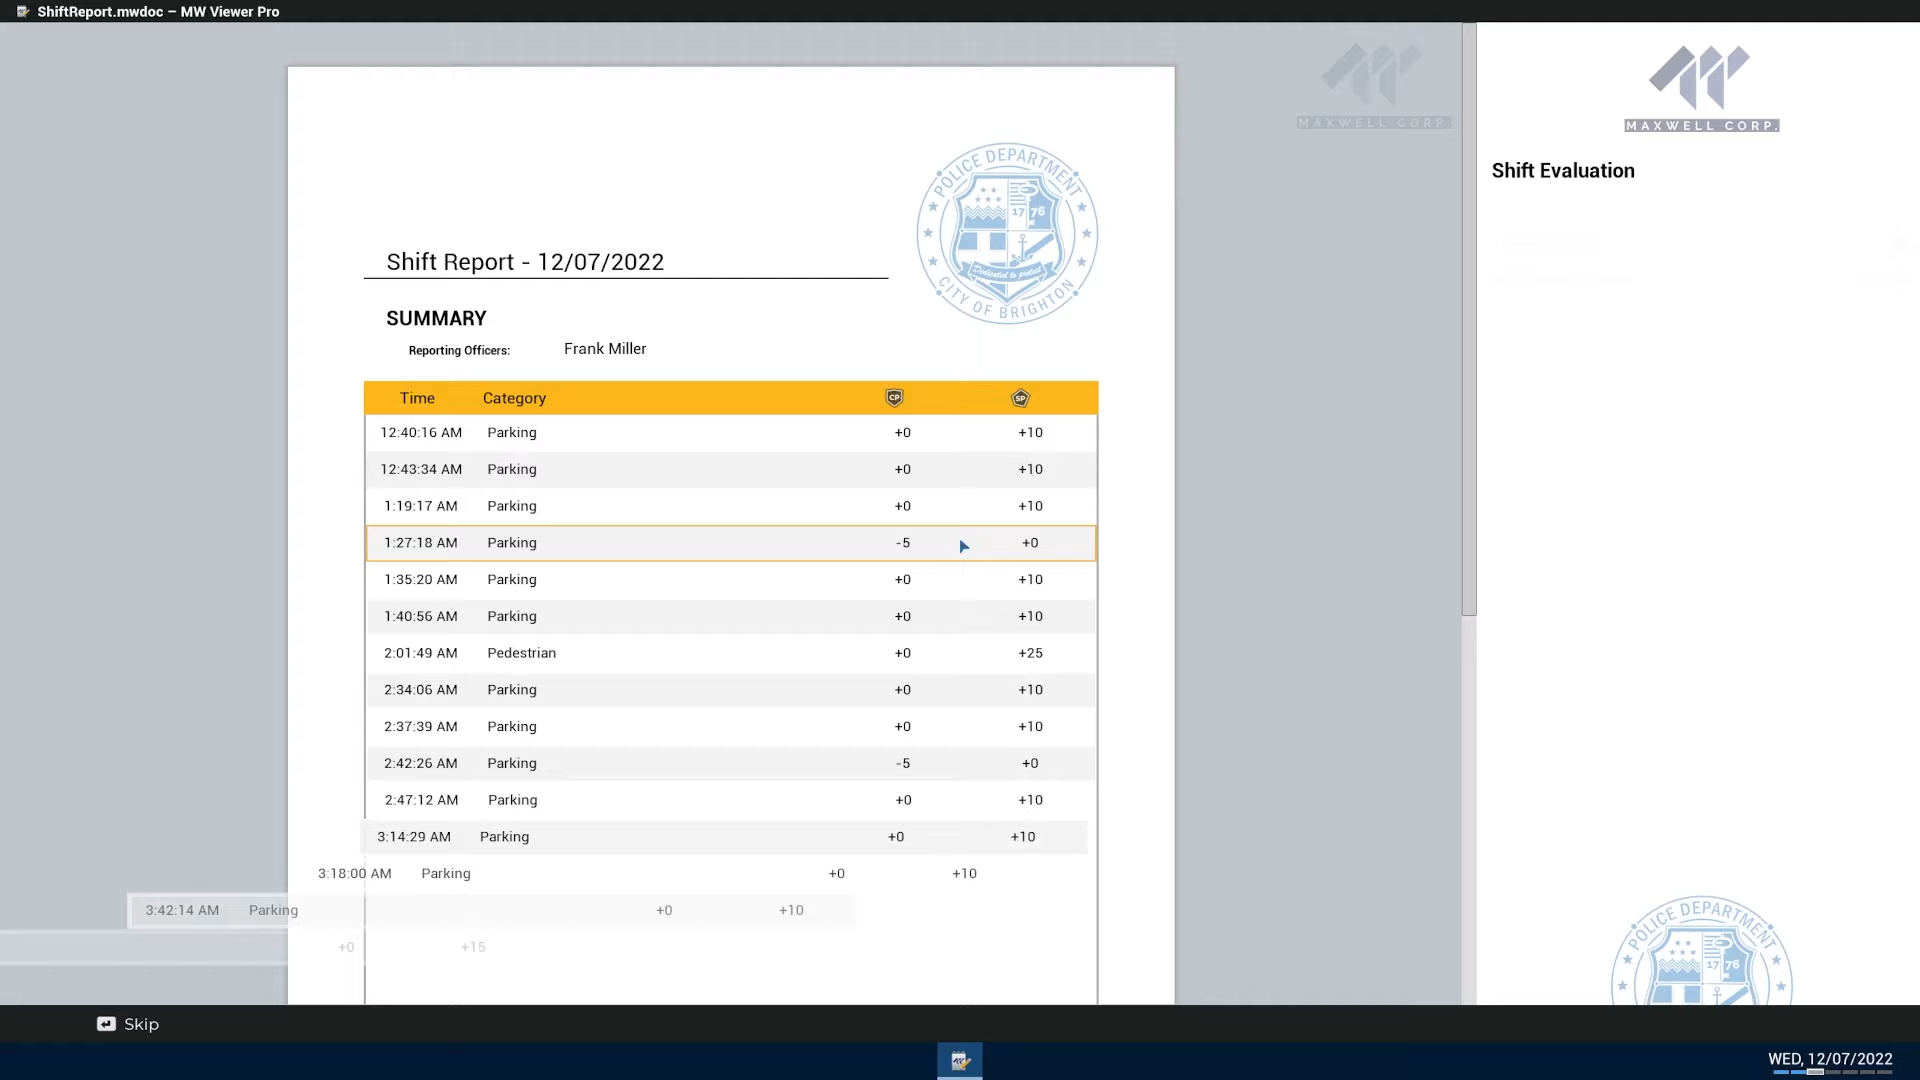 ShiftReport.mwdoc – MW Viewer Pro
MAXWELL CORP.
MAXWELL CORP.
Shift Evaluation
POLICE DEPARTMENT
17 76
Dedicated to protect
CITY OF BRIGHTON
Shift Report - 12/07/2022
SUMMARY
Reporting Officers: Frank Miller
Time Category CP SP
12:40:16 AM Parking +0 +10
12:43:34 AM Parking +0 +10
1:19:17 AM Parking +0 +10
1:27:18 AM Parking -5 +0
1:35:20 AM Parking +0 +10
1:40:56 AM Parking +0 +10
2:01:49 AM Pedestrian +0 +25
2:34:06 AM Parking +0 +10
2:37:39 AM Parking +0 +10
2:42:26 AM Parking -5 +0
2:47:12 AM Parking +0 +10
3:14:29 AM Parking +0 +10
3:18:00 AM Parking +0 +10
3:42:14 AM Parking +0 +10
+0 +15
POLICE DEPARTMENT
17 76
Skip
WED, 12/07/2022